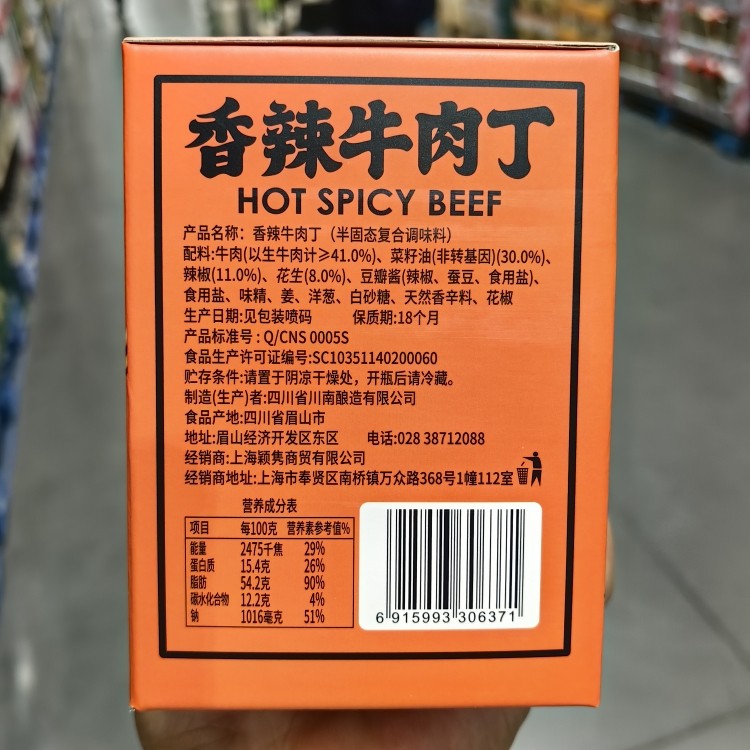 香辣牛肉丁
HOT SPICY BEEF
产品名称：香辣牛肉丁（半固态复合调味料）
配料:牛肉(以生牛肉计≥41.0%)、菜籽油(非转基因)(30.0%)、
辣椒(11.0%)、花生(8.0%)、豆瓣酱(辣椒、蚕豆、食用盐)、
食用盐、味精、姜、洋葱、白砂糖、天然香辛料、花椒
生产日期:见包装喷码 保质期:18个月
产品标准号：Q/CNS 0005S
食品生产许可证编号:SC10351140200060
贮存条件:请置于阴凉干燥处，开瓶后请冷藏。
制造(生产)者:四川省川南酿造有限公司
食品产地:四川省眉山市
地址:眉山经济开发区东区 电话:028 38712088
经销商:上海颖隽商贸有限公司
经销商地址:上海市奉贤区南桥镇万众路368号1幢112室
营养成分表
项目 每100克 营养素参考值%
能量 2475千焦 29%
蛋白质 15.4克 26%
脂肪 54.2克 90%
碳水化合物 12.2克 4%
钠 1016毫克 51%
6 915993 306371